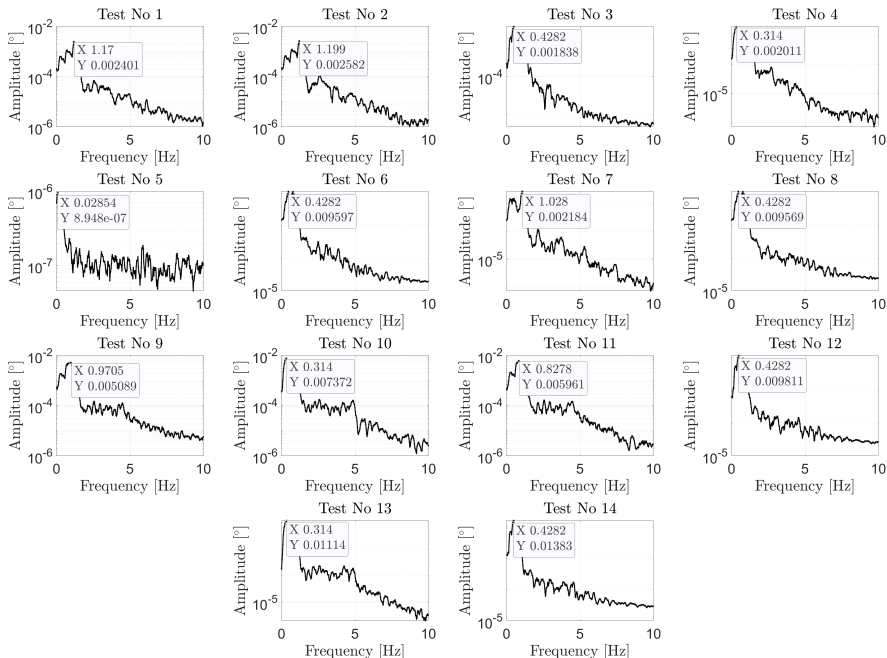 Test No 1
10^-2
10^-4
10^-6
X 1.17
Y 0.002401
Amplitude [°]
0 5 10
Frequency [Hz]
Test No 2
10^-2
10^-4
10^-6
X 1.199
Y 0.002582
Amplitude [°]
0 5 10
Frequency [Hz]
Test No 3
10^-4
X 0.4282
Y 0.001838
Amplitude [°]
0 5 10
Frequency [Hz]
Test No 4
10^-5
X 0.314
Y 0.002011
Amplitude [°]
0 5 10
Frequency [Hz]
Test No 5
10^-6
10^-7
X 0.02854
Y 8.948e-07
Amplitude [°]
0 5 10
Frequency [Hz]
Test No 6
10^-5
X 0.4282
Y 0.009597
Amplitude [°]
0 5 10
Frequency [Hz]
Test No 7
10^-5
X 1.028
Y 0.002184
Amplitude [°]
0 5 10
Frequency [Hz]
Test No 8
10^-5
X 0.4282
Y 0.009569
Amplitude [°]
0 5 10
Frequency [Hz]
Test No 9
10^-2
10^-4
10^-6
X 0.9705
Y 0.005089
Amplitude [°]
0 5 10
Frequency [Hz]
Test No 10
10^-2
10^-4
10^-6
X 0.314
Y 0.007372
Amplitude [°]
0 5 10
Frequency [Hz]
Test No 11
10^-2
10^-4
10^-6
X 0.8278
Y 0.005961
Amplitude [°]
0 5 10
Frequency [Hz]
Test No 12
10^-5
X 0.4282
Y 0.009811
Amplitude [°]
0 5 10
Frequency [Hz]
Test No 13
10^-5
X 0.314
Y 0.01114
Amplitude [°]
0 5 10
Frequency [Hz]
Test No 14
10^-5
X 0.4282
Y 0.01383
Amplitude [°]
0 5 10
Frequency [Hz]